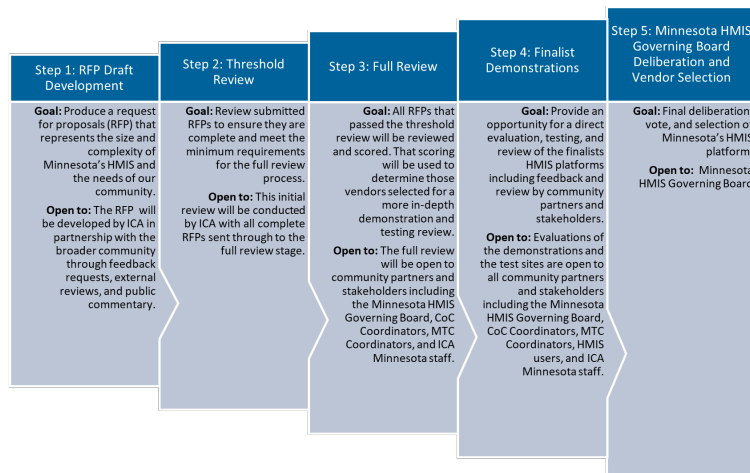 Step 1: RFP Draft
Development
Goal: Produce a request
for proposals (RFP) that
represents the size and
complexity of
Minnesota's HMIS and
the needs of our
community.
Open to: The RFP will
be developed by ICA in
partnership with the
broader community
through feedback
requests, external
reviews, and public
commentary.
Step 2: Threshold
Review
Goal: Review submitted
RFPs to ensure they are
complete and meet the
minimum requirements
for the full review
process.
Open to: This initial
review will be conducted
by ICA with all complete
RFPs sent through to the
full review stage.
Step 3: Full Review
Goal: All RFPs that
passed the threshold
review will be reviewed
and scored. That scoring
will be used to
determine those
vendors selected for a
more in-depth
demonstration and
testing review.
Open to: The full review
will be open to
community partners and
stakeholders including
the Minnesota HMIS
Governing Board, CoC
Coordinators, MTC
Coordinators, and ICA
Minnesota staff.
Step 4: Finalist
Demonstrations
Goal: Provide an
opportunity for a direct
evaluation, testing, and
review of the finalists
HMIS platforms
including feedback and
review by community
partners and
stakeholders.
Open to: Evaluations of
the demonstrations and
the test sites are open to
all community partners
and stakeholders
including the Minnesota
HMIS Governing Board,
CoC Coordinators, MTC
Coordinators, HMIS
users, and ICA
Minnesota staff.
Step 5: Minnesota HMIS
Governing Board
Deliberation and
Vendor Selection
Goal: Final deliberation
vote, and selection of
Minnesota's HMIS
platform
Open to: Minnesota
HMIS Governing Board